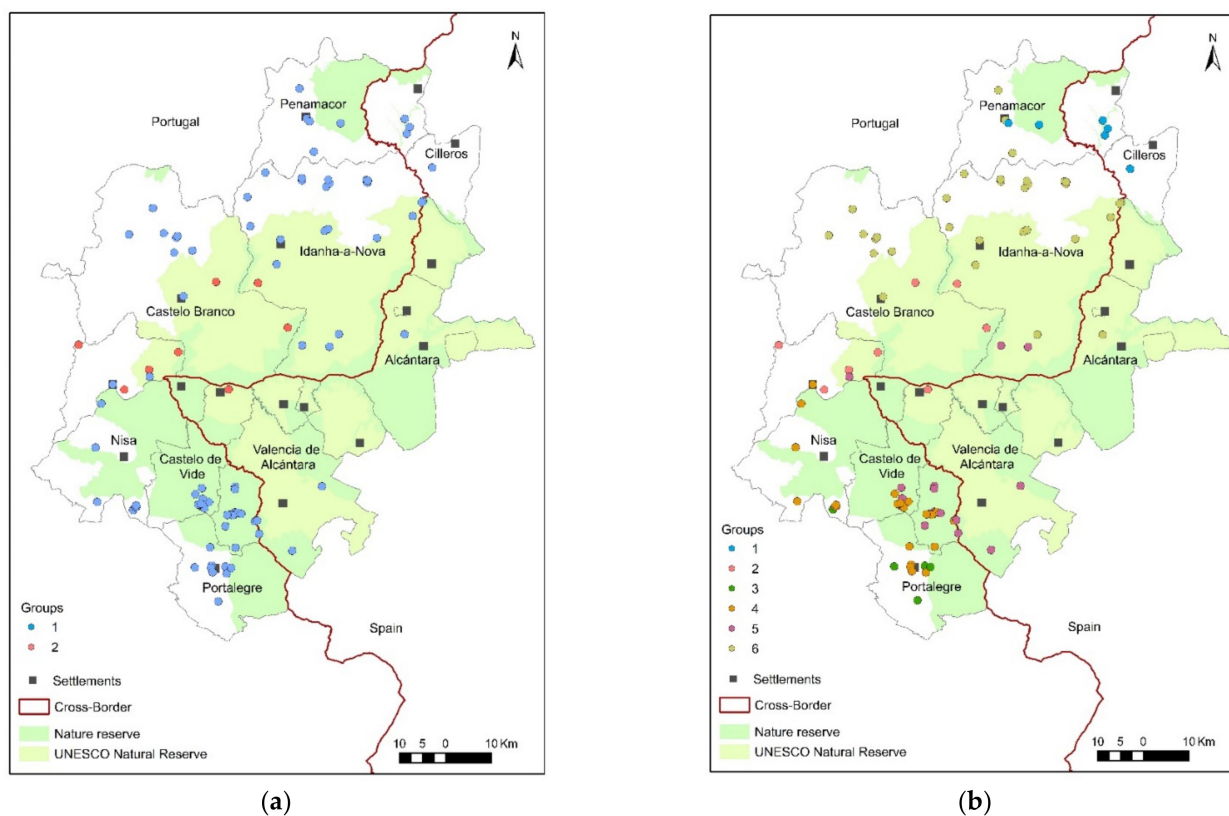 N
Penamacor
Portugal
Cilleros
Idanha-a-Nova
Castelo Branco
Alcántara
Nisa
Castelo de
Vide
Valencia de
Alcántara
Portalegre
Spain
Groups
1
2
Settlements
Cross-Border
Nature reserve
UNESCO Natural Reserve
10 5 0 10 Km
(a)
N
Penamacor
Portugal
Cilleros
Idanha-a-Nova
Castelo Branco
Alcántara
Nisa
Castelo de
Vide
Valencia de
Alcántara
Portalegre
Spain
Groups
1
2
3
4
5
6
Settlements
Cross-Border
Nature reserve
UNESCO Natural Reserve
10 5 0 10 Km
(b)